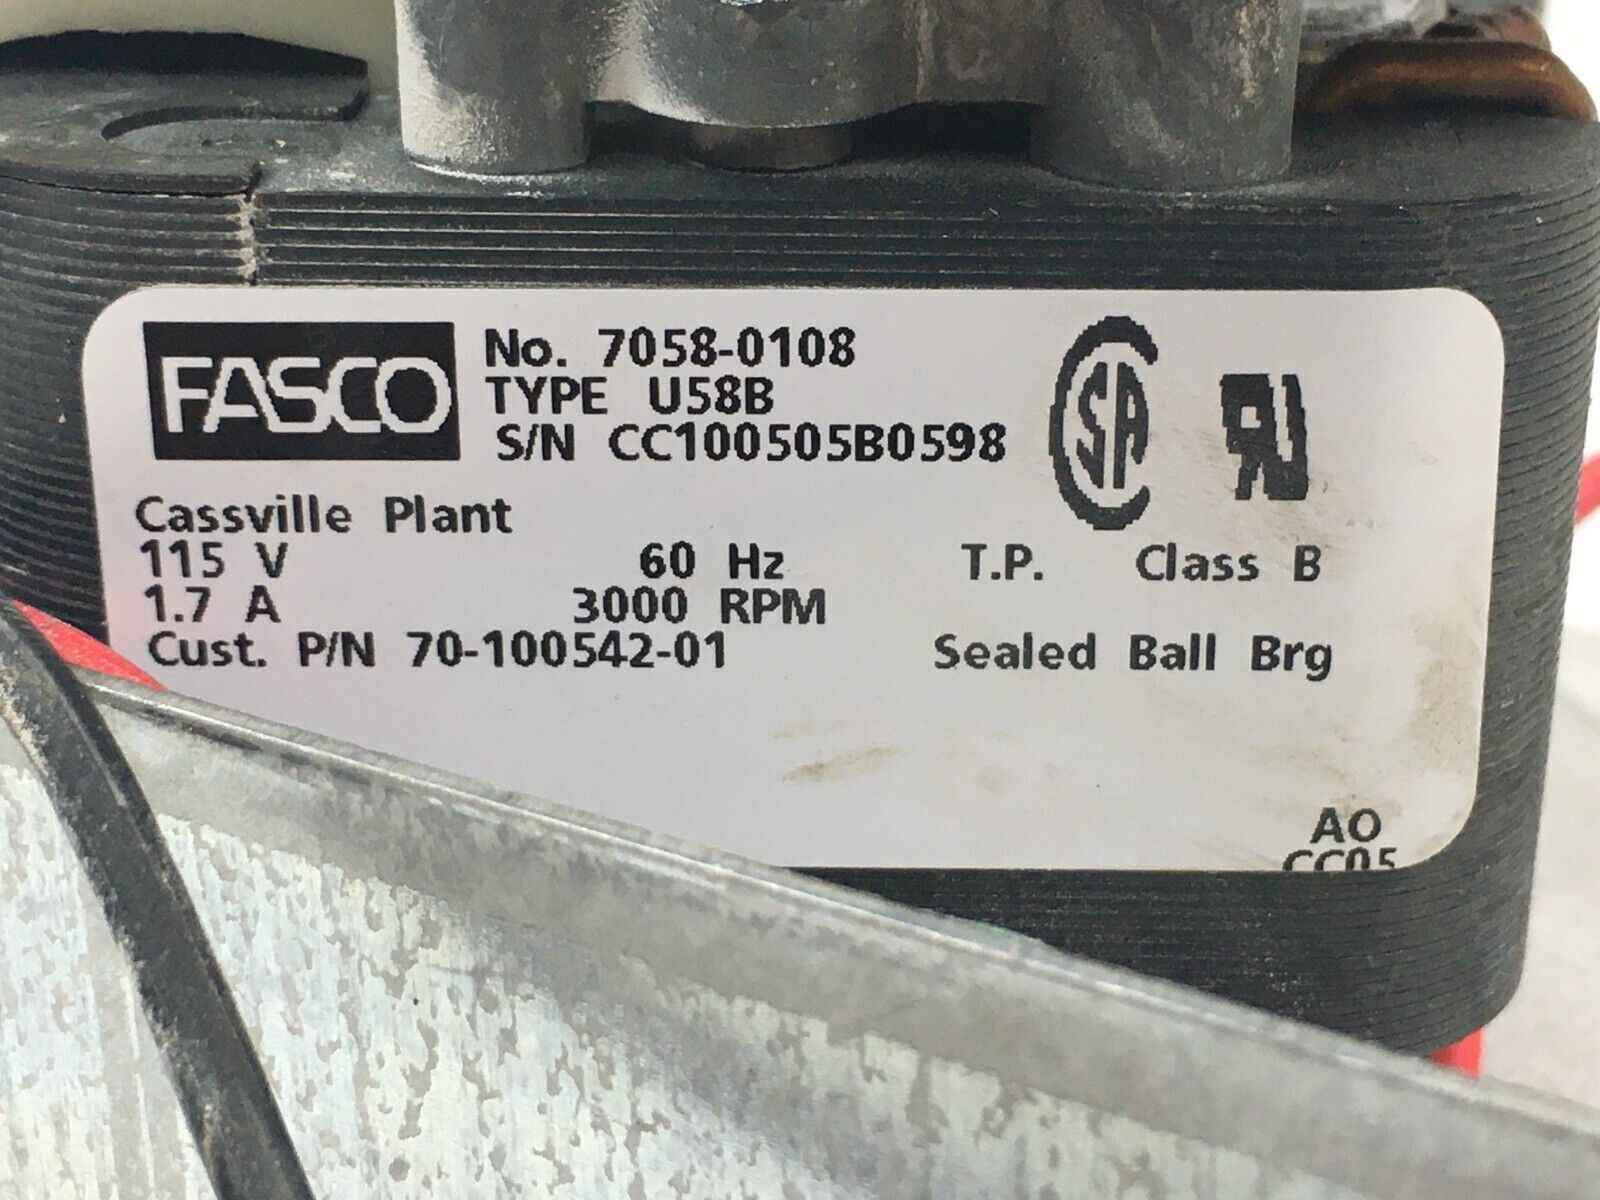 FASCO
No. 7058-0108
TYPE U58B
S/N CC100505B0598
Cassville Plant
115 V 60 Hz T.P. Class B
1.7 A 3000 RPM
Cust. P/N 70-100542-01 Sealed Ball Brg
AO
CC05